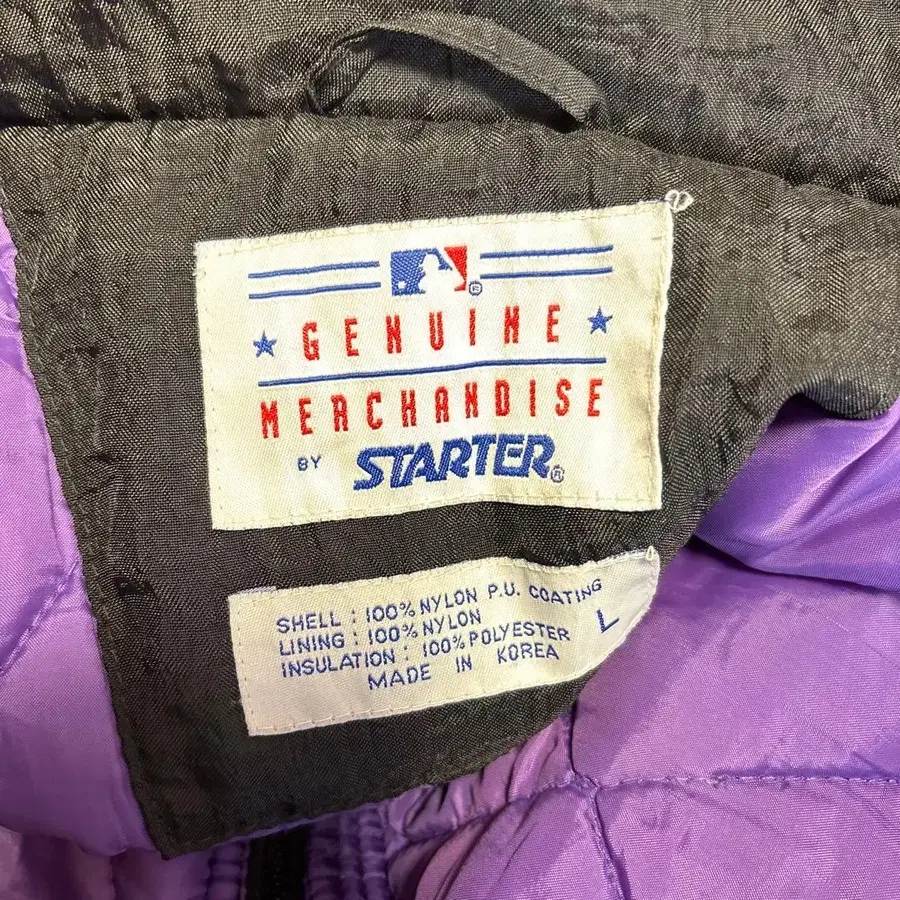 GENUINE
MERCHANDISE
BY STARTER®
SHELL : 100% NYLON P.U. COATING
LINING : 100% NYLON
INSULATION : 100% POLYESTER L
MADE IN KOREA